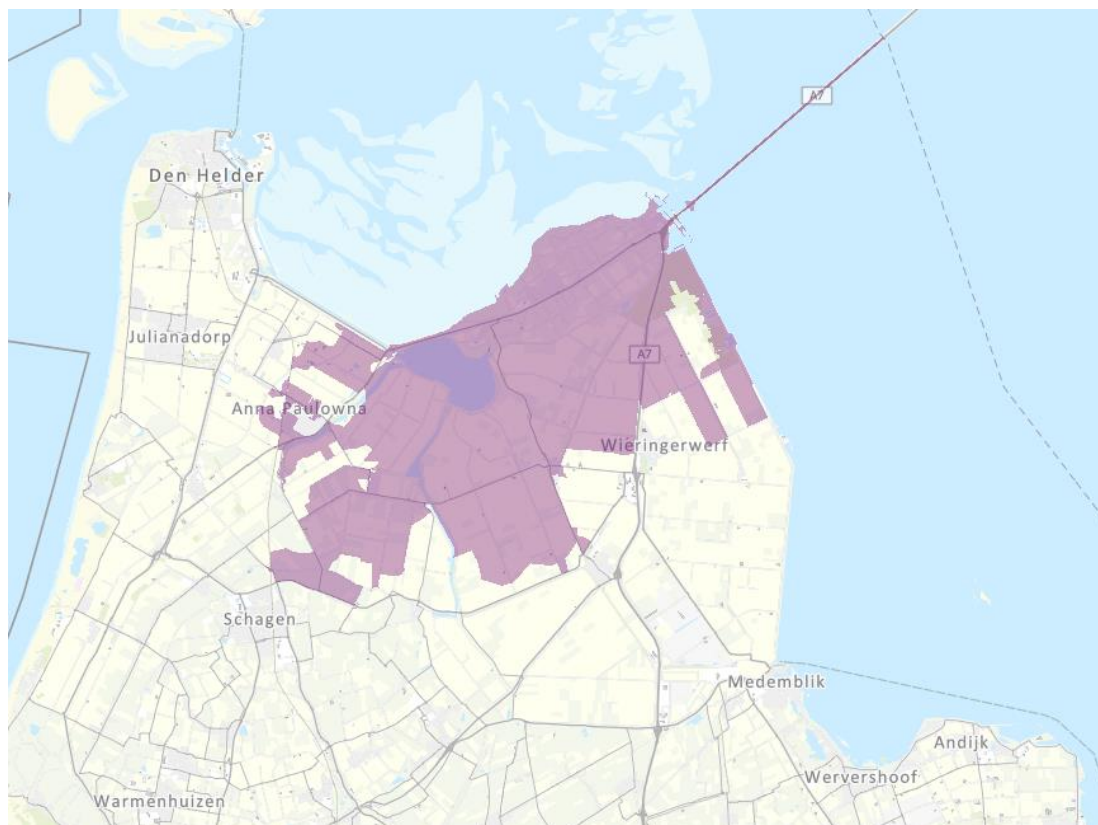 A7
Den Helder
Julianadorp
A7
Anna Paulowna
Wieringerwerf
Schagen
Medemblik
Andijk
Wervershoof
Warmenhuizen